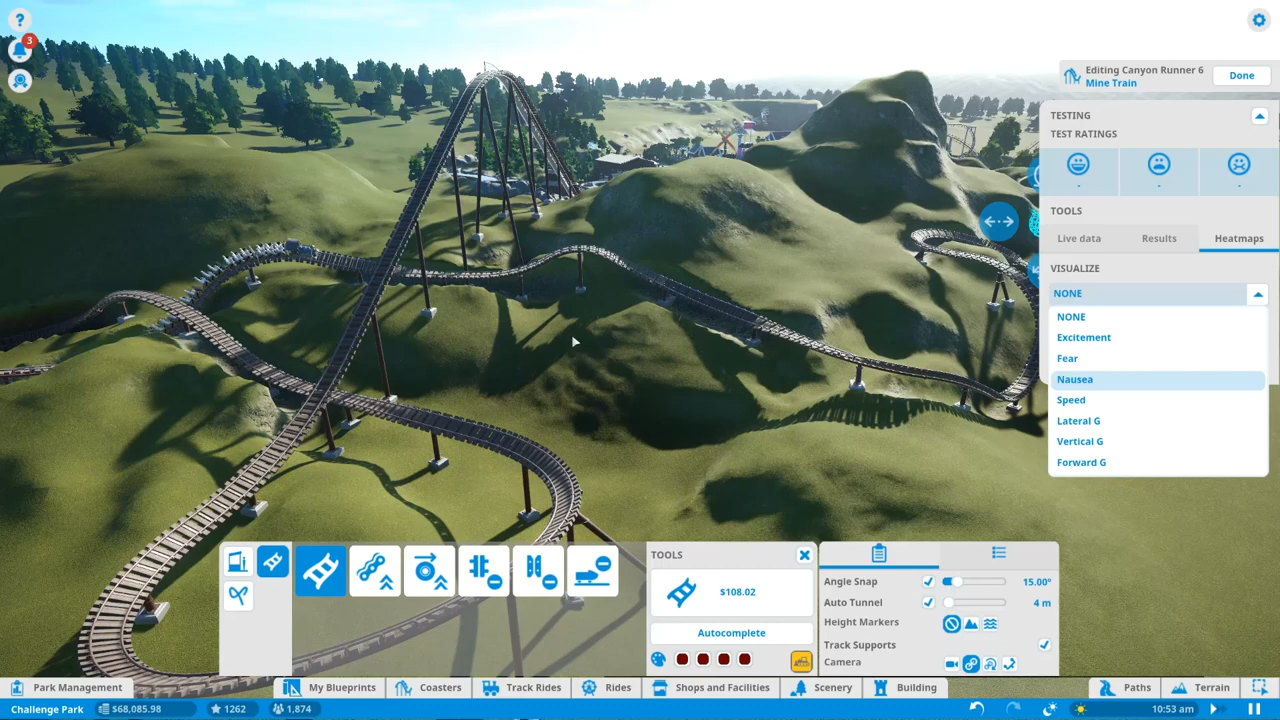 ?
3
Editing Canyon Runner 6
Mine Train
Done
TESTING
TEST RATINGS
- - -
TOOLS
Live data Results Heatmaps
VISUALIZE
NONE
NONE
Excitement
Fear
Nausea
Speed
Lateral G
Vertical G
Forward G
TOOLS
$108.02
Autocomplete
Angle Snap 15.00°
Auto Tunnel 4 m
Height Markers
Track Supports
Camera
Park Management My Blueprints Coasters Track Rides Rides Shops and Facilities Scenery Building Paths Terrain
Challenge Park $68,085.98 1262 1,874 10:53 am